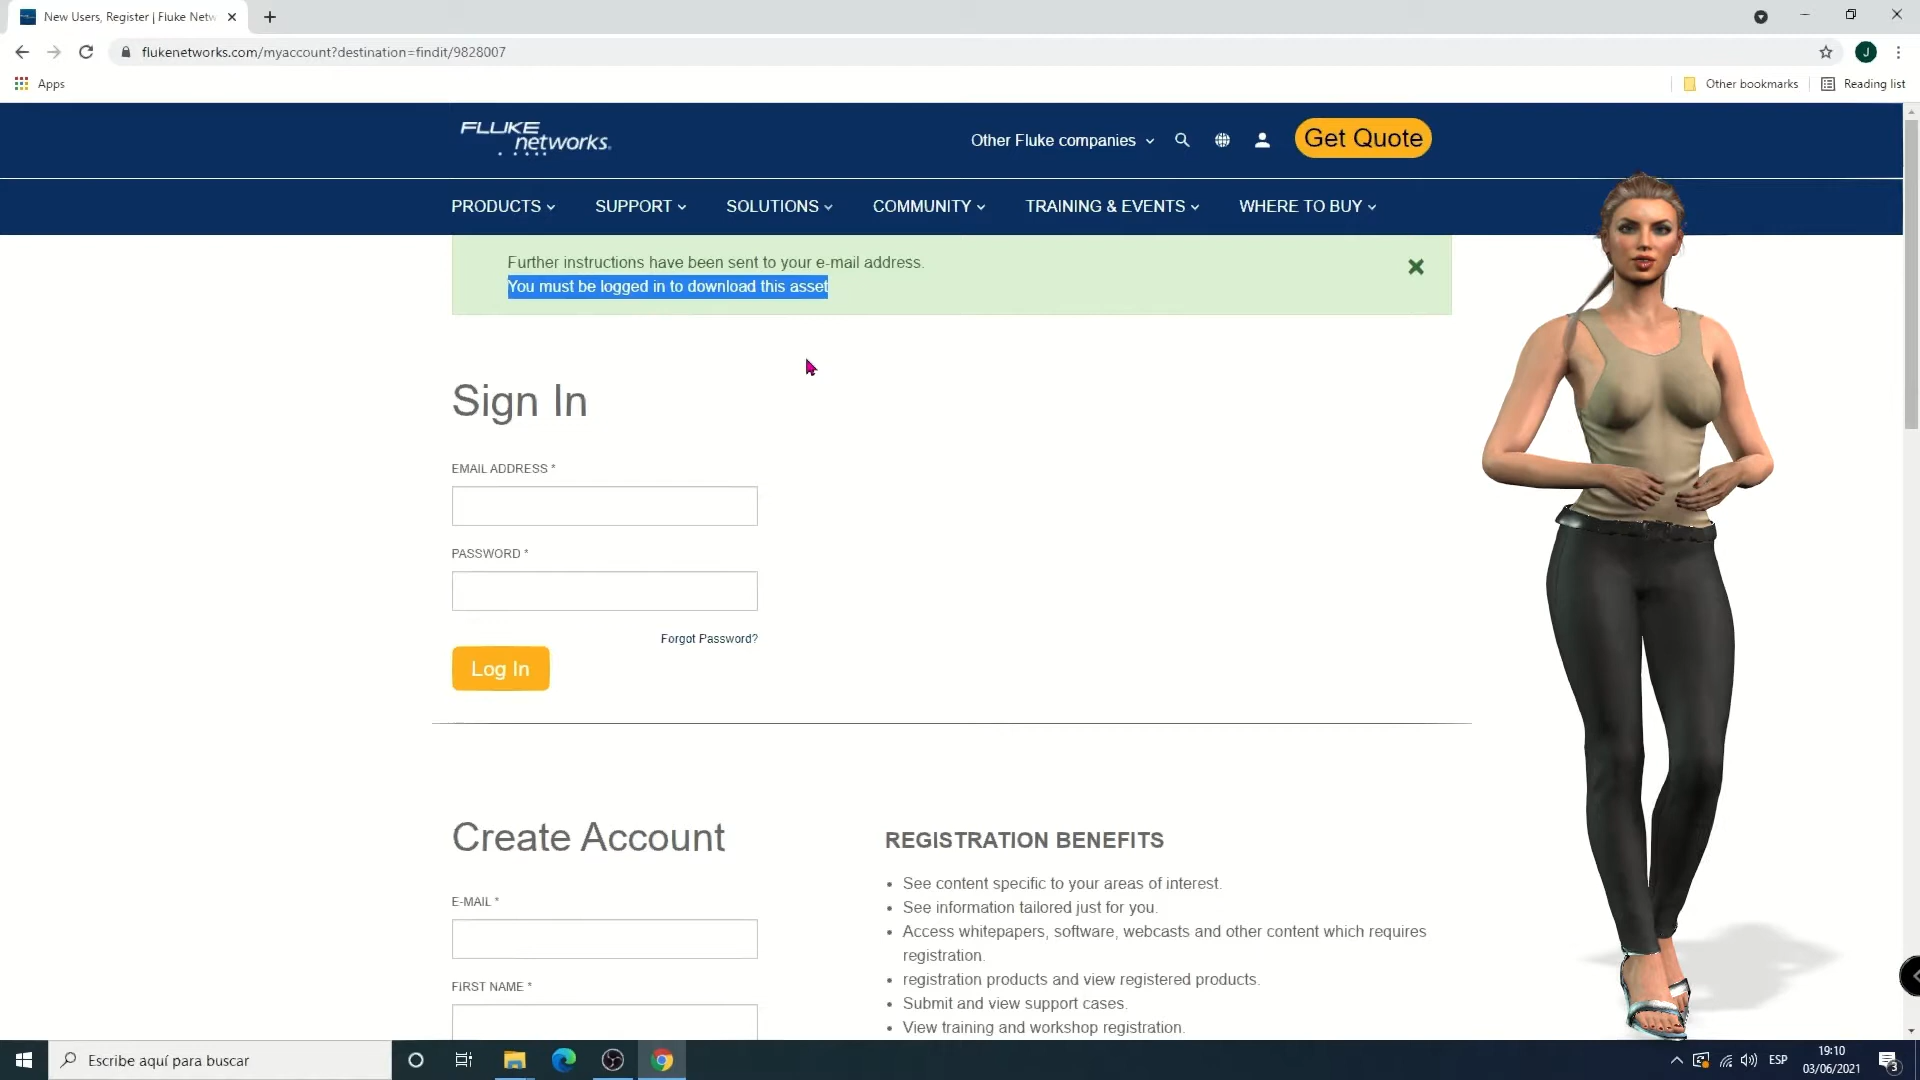 New Users, Register | Fluke Netw
flukenetworks.com/myaccount?destination=findit/9828007
J
Apps
Other bookmarks
Reading list
FLUKE
networks.
Other Fluke companies
Get Quote
PRODUCTS
SUPPORT
SOLUTIONS
COMMUNITY
TRAINING & EVENTS
WHERE TO BUY
Further instructions have been sent to your e-mail address.
You must be logged in to download this asset
Sign In
EMAIL ADDRESS *
PASSWORD *
Forgot Password?
Log In
Create Account
E-MAIL *
FIRST NAME *
REGISTRATION BENEFITS
• See content specific to your areas of interest.
• See information tailored just for you.
• Access whitepapers, software, webcasts and other content which requires
registration.
• registration products and view registered products.
• Submit and view support cases.
• View training and workshop registration.
Escribe aquí para buscar
ESP
19:10
03/06/2021
3